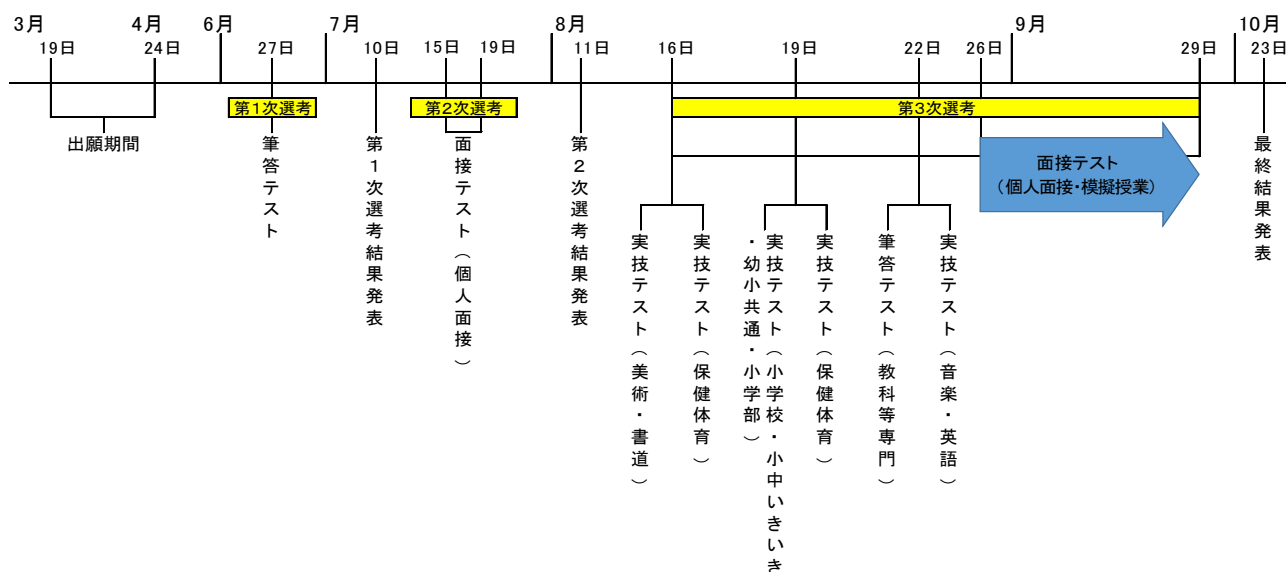 3月
4月
6月
7月
8月
9月
10月
19日
24日
27日
10日
15日
19日
11日
16日
19日
22日
26日
29日
23日
第1次選考
第2次選考
第3次選考
出願期間
筆答テスト
第1次選考結果発表
面接テスト(個人面接)
第2次選考結果発表
面接テスト
(個人面接・模擬授業)
最終結果発表
実技テスト(美術・書道)
実技テスト(保健体育)
実技テスト(小学校・小中いきいき
・幼小共通・小学部)
実技テスト(保健体育)
筆答テスト(教科等専門)
実技テスト(音楽・英語)